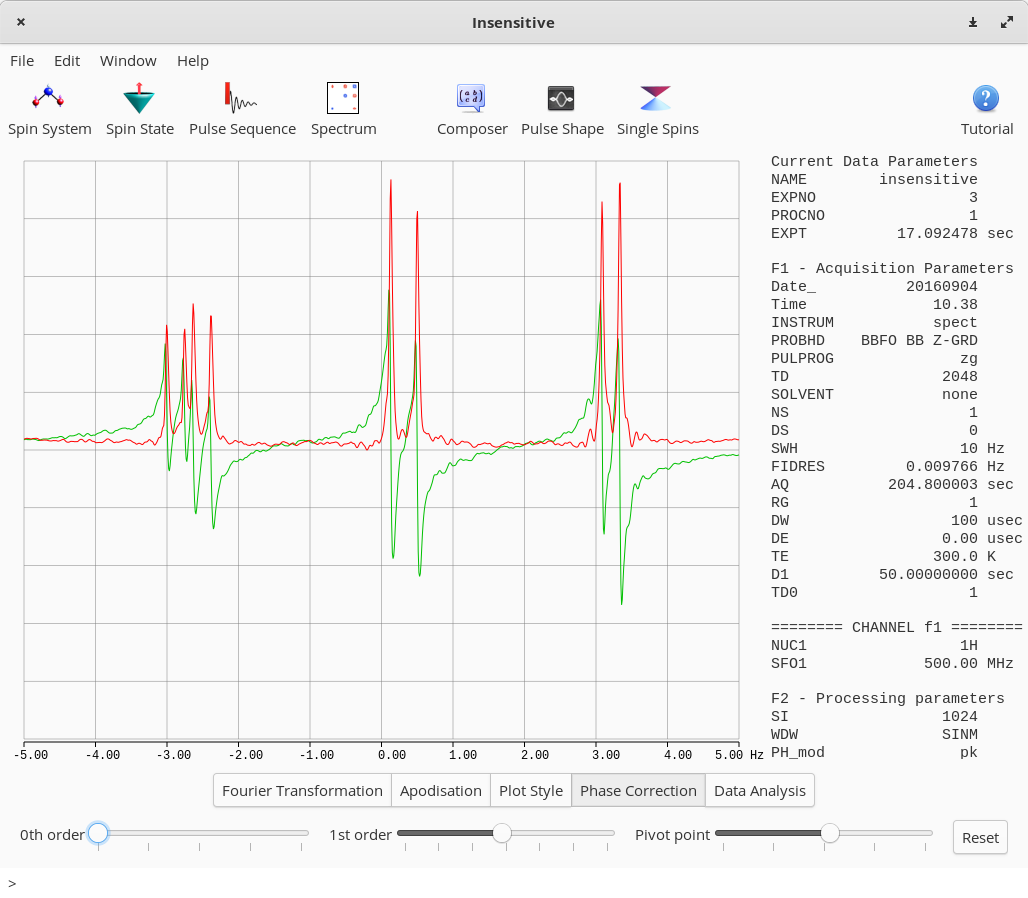 Insensitive
File Edit Window Help
Spin System Spin State Pulse Sequence Spectrum Composer Pulse Shape Single Spins Tutorial
(a b)
(c d)
?
Current Data Parameters
NAME insensitive
EXPNO 3
PROCNO 1
EXPT 17.092478 sec
F1 - Acquisition Parameters
Date_ 20160904
Time 10.38
INSTRUM spect
PROBHD BBFO BB Z-GRD
PULPROG zg
TD 2048
SOLVENT none
NS 1
DS 0
SWH 10 Hz
FIDRES 0.009766 Hz
AQ 204.800003 sec
RG 1
DW 100 usec
DE 0.00 usec
TE 300.0 K
D1 50.00000000 sec
TD0 1
======== CHANNEL f1 ========
NUC1 1H
SFO1 500.00 MHz
F2 - Processing parameters
SI 1024
WDW SINM
PH_mod pk
-5.00 -4.00 -3.00 -2.00 -1.00 0.00 1.00 2.00 3.00 4.00 5.00 Hz
Fourier Transformation Apodisation Plot Style Phase Correction Data Analysis
0th order 1st order Pivot point Reset
>